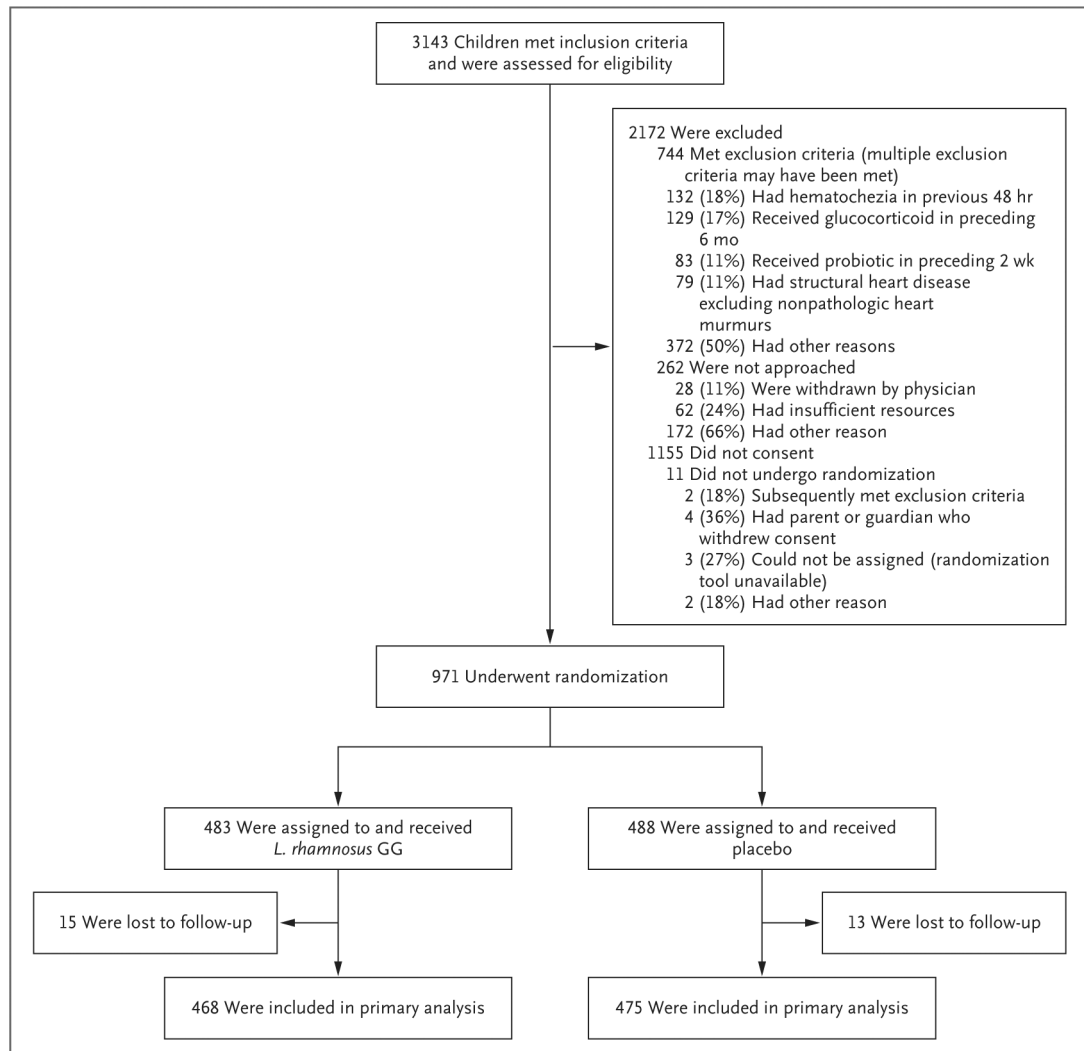 3143 Children met inclusion criteria
and were assessed for eligibility
2172 Were excluded
744 Met exclusion criteria (multiple exclusion
criteria may have been met)
132 (18%) Had hematochezia in previous 48 hr
129 (17%) Received glucocorticoid in preceding
6 mo
83 (11%) Received probiotic in preceding 2 wk
79 (11%) Had structural heart disease
excluding nonpathologic heart
murmurs
372 (50%) Had other reasons
262 Were not approached
28 (11%) Were withdrawn by physician
62 (24%) Had insufficient resources
172 (66%) Had other reason
1155 Did not consent
11 Did not undergo randomization
2 (18%) Subsequently met exclusion criteria
4 (36%) Had parent or guardian who
withdrew consent
3 (27%) Could not be assigned (randomization
tool unavailable)
2 (18%) Had other reason
971 Underwent randomization
483 Were assigned to and received
L. rhamnosus GG
488 Were assigned to and received
placebo
15 Were lost to follow-up
13 Were lost to follow-up
468 Were included in primary analysis
475 Were included in primary analysis